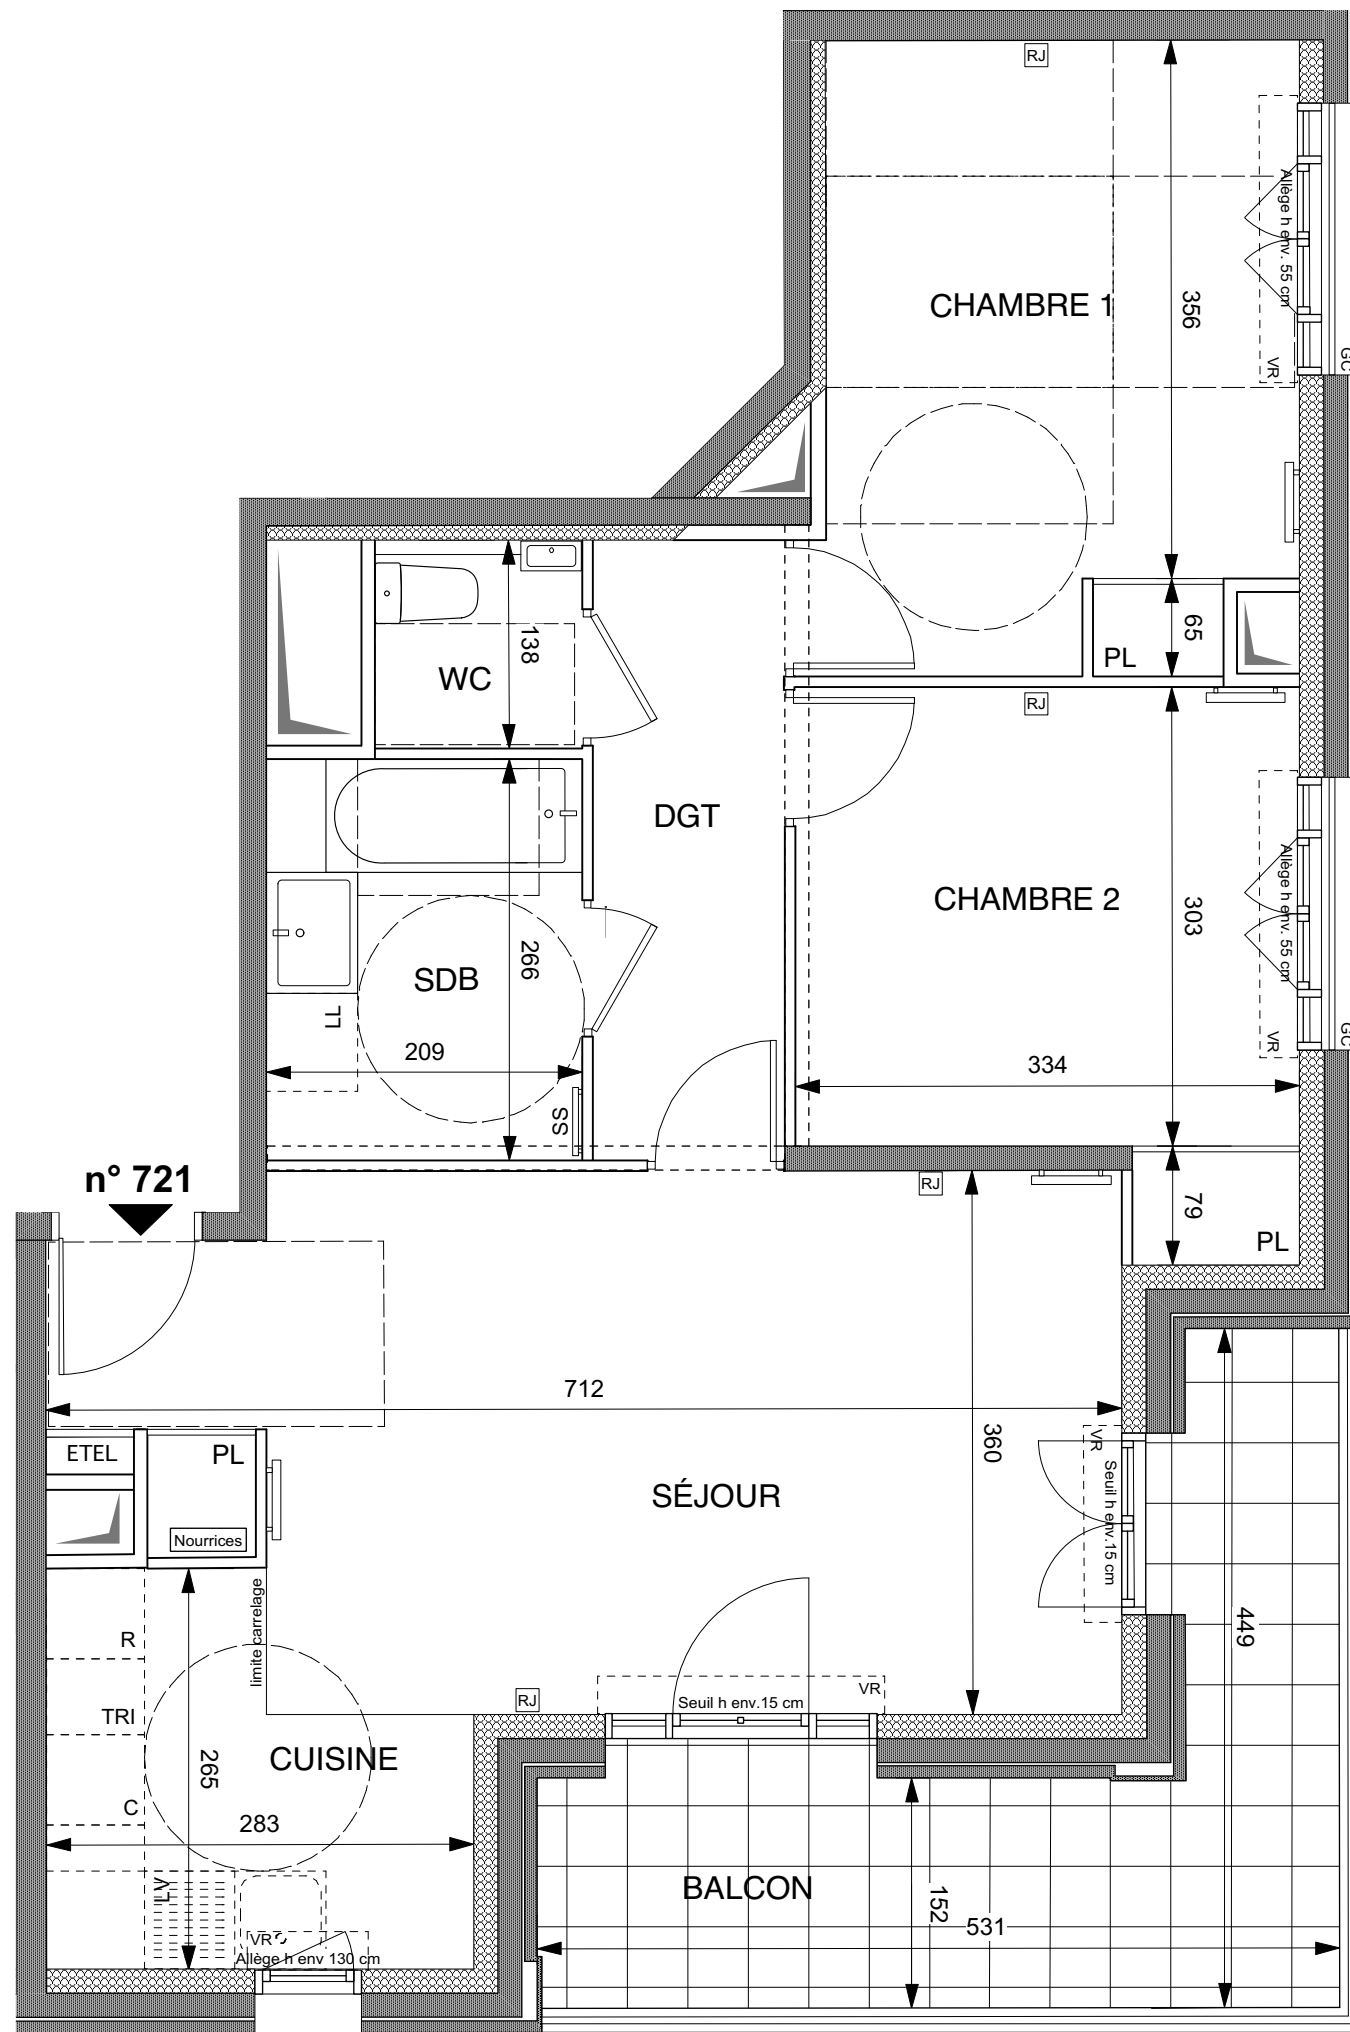 RJ
Allège h env. 55 cm
CHAMBRE 1
356
VR
GC
138
65
WC
PL
RJ
DGT
Allège h env. 55 cm
CHAMBRE 2
303
266
SDB
LL
VR
GC
209
334
SS
n° 721
RJ
79
PL
712
360
VR
ETEL
PL
SÉJOUR
Seuil h env.15 cm
Nourrices
limite carrelage
449
R
RJ
Seuil h env.15 cm
VR
TRI
CUISINE
265
C
283
LV
BALCON
152
531
VR
Allège h env 130 cm